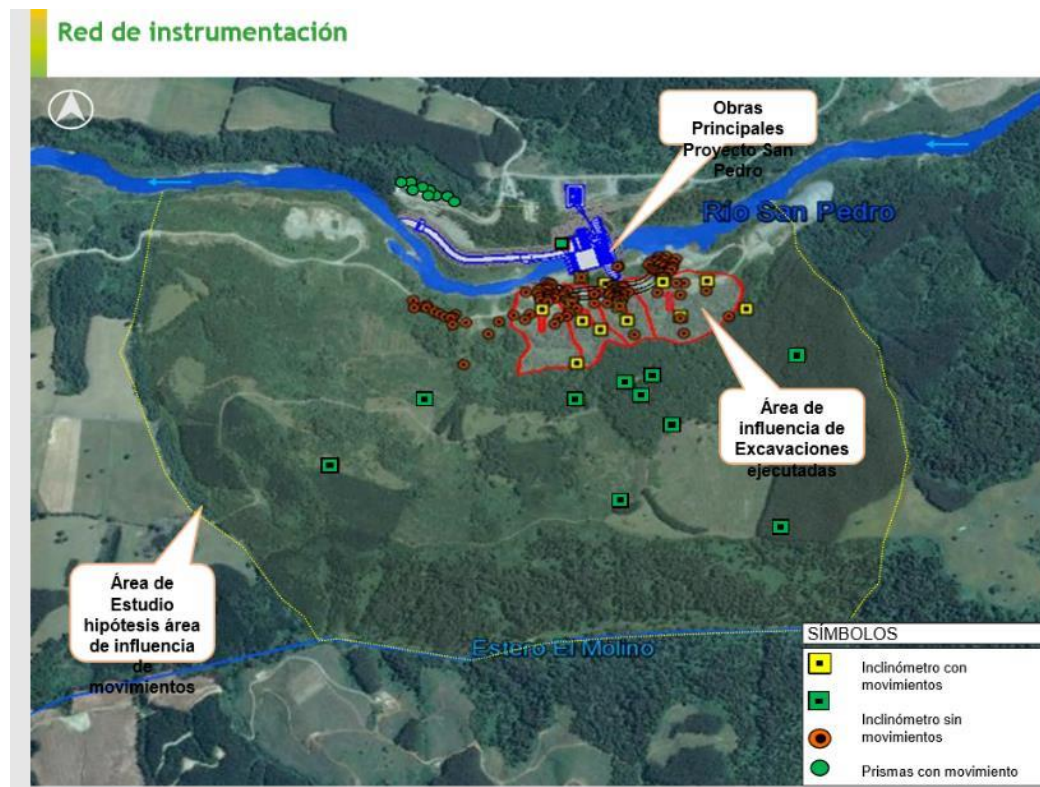 Red de instrumentación
Obras
Principales
Proyecto San
Pedro
Río San Pedro
Área de
influencia de
Excavaciones
ejecutadas
Área de
Estudio
hipótesis área
de influencia
de
movimientos
Estero El Molino
SÍMBOLOS
Inclinómetro con
movimientos
Inclinómetro sin
movimientos
Prismas con movimiento